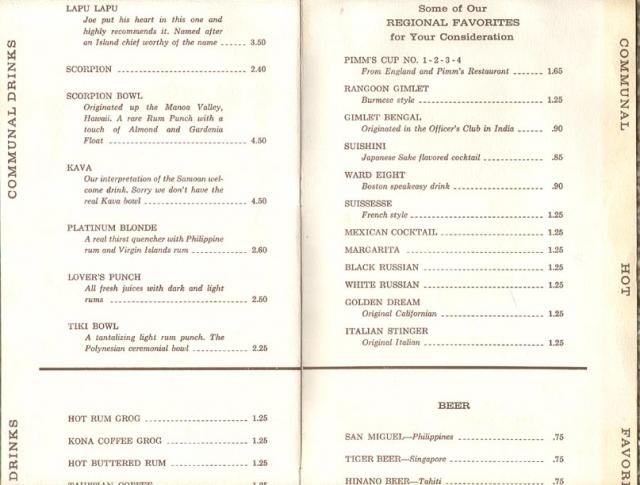 COMMUNAL DRINKS
LAPU LAPU
Joe put his heart in this one and
highly recommends it. Named after
an Island chief worthy of the name 3.50
SCORPION 2.40
SCORPION BOWL
Originated up the Manoa Valley,
Hawaii. A rare Rum Punch with a
touch of Almond and Gardenia
Float 4.50
KAVA
Our interpretation of the Samoan wel-
come drink. Sorry we don't have the
real Kava bowl 4.50
PLATINUM BLONDE
A real thirst quencher with Philippine
rum and Virgin Islands rum 2.60
LOVER'S PUNCH
All fresh juices with dark and light
rums 2.50
TIKI BOWL
A tantalizing light rum punch. The
Polynesian ceremonial bowl 2.25
DRINKS
HOT RUM GROG 1.25
KONA COFFEE GROG 1.25
HOT BUTTERED RUM 1.25
TAHITIAN COFFEE 1.25
Some of Our
REGIONAL FAVORITES
for Your Consideration
PIMM'S CUP NO. 1-2-3-4
From England and Pimm's Restaurant 1.65
RANGOON GIMLET
Burmese style 1.25
GIMLET BENGAL
Originated in the Officer's Club in India .90
SUISHINI
Japanese Sake flavored cocktail .85
WARD EIGHT
Boston speakeasy drink .90
SUISSESSE
French style 1.25
MEXICAN COCKTAIL 1.25
MARGARITA 1.25
BLACK RUSSIAN 1.25
WHITE RUSSIAN 1.25
GOLDEN DREAM
Original Californian 1.25
ITALIAN STINGER
Original Italian 1.25
BEER
SAN MIGUEL—Philippines .75
TIGER BEER—Singapore .75
HINANO BEER—Tahiti .75
COMMUNAL
HOT
FAVORI